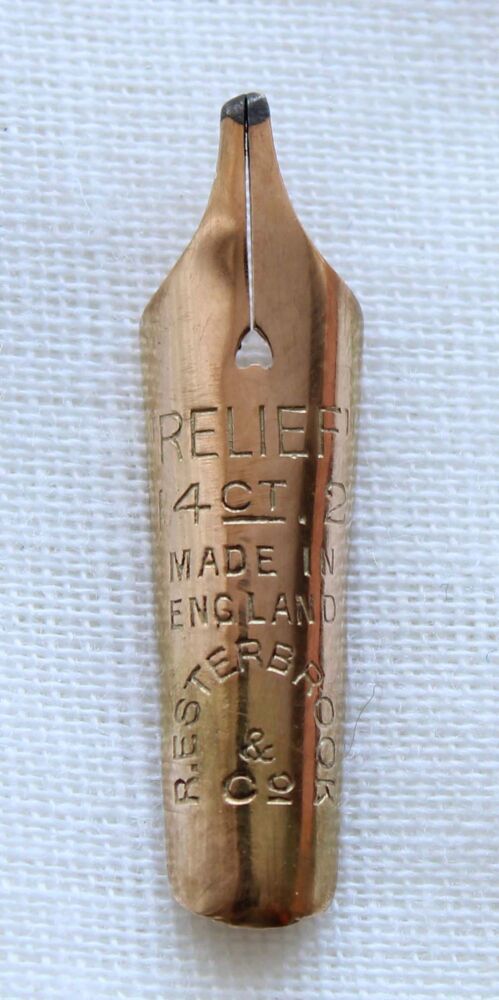 'RELIEF'
14CT .2
MADE IN
ENGLAND
R.ESTERBROOK
&
Co